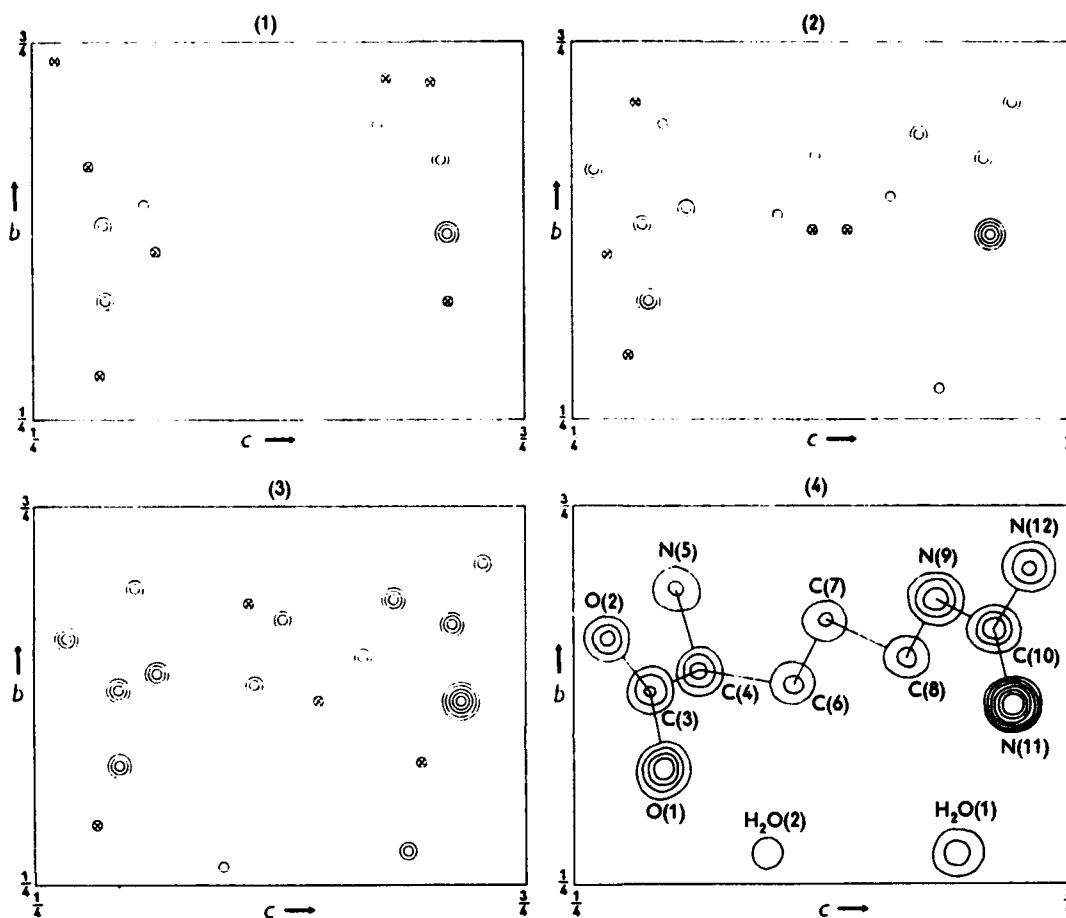 (1)
3/4
b
1/4
1/4
c
3/4
(2)
3/4
b
1/4
1/4
c
(3)
3/4
b
1/4
1/4
c
3/4
(4)
3/4
N(12)
N(5)
N(9)
C(7)
O(2)
C(10)
C(8)
C(3)
C(4)
C(6)
N(11)
O(1)
H₂O(2)
H₂O(1)
b
1/4
1/4
c